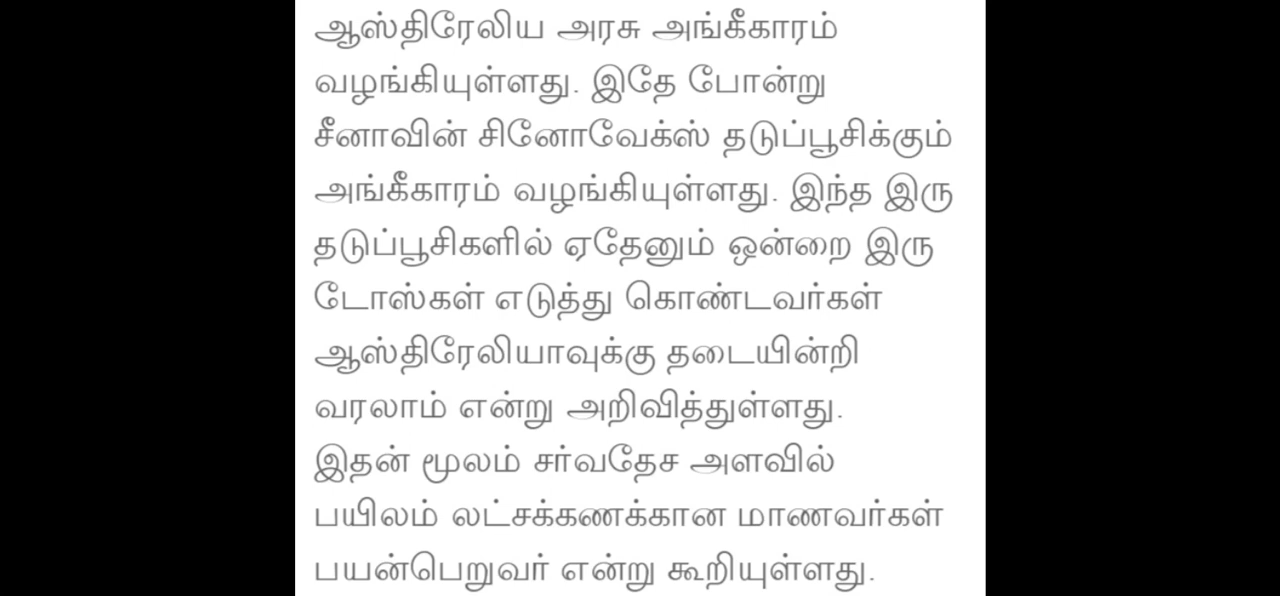 ஆஸ்திரேலிய அரசு அங்கீகாரம்
வழங்கியுள்ளது. இதே போன்று
சீனாவின் சினோவேக்ஸ் தடுப்பூசிக்கும்
அங்கீகாரம் வழங்கியுள்ளது. இந்த இரு
தடுப்பூசிகளில் ஏதேனும் ஒன்றை இரு
டோஸ்கள் எடுத்து கொண்டவர்கள்
ஆஸ்திரேலியாவுக்கு தடையின்றி
வரலாம் என்று அறிவித்துள்ளது.
இதன் மூலம் சர்வதேச அளவில்
பயிலம் லட்சக்கணக்கான மாணவர்கள்
பயன்பெறுவர் என்று கூறியுள்ளது.